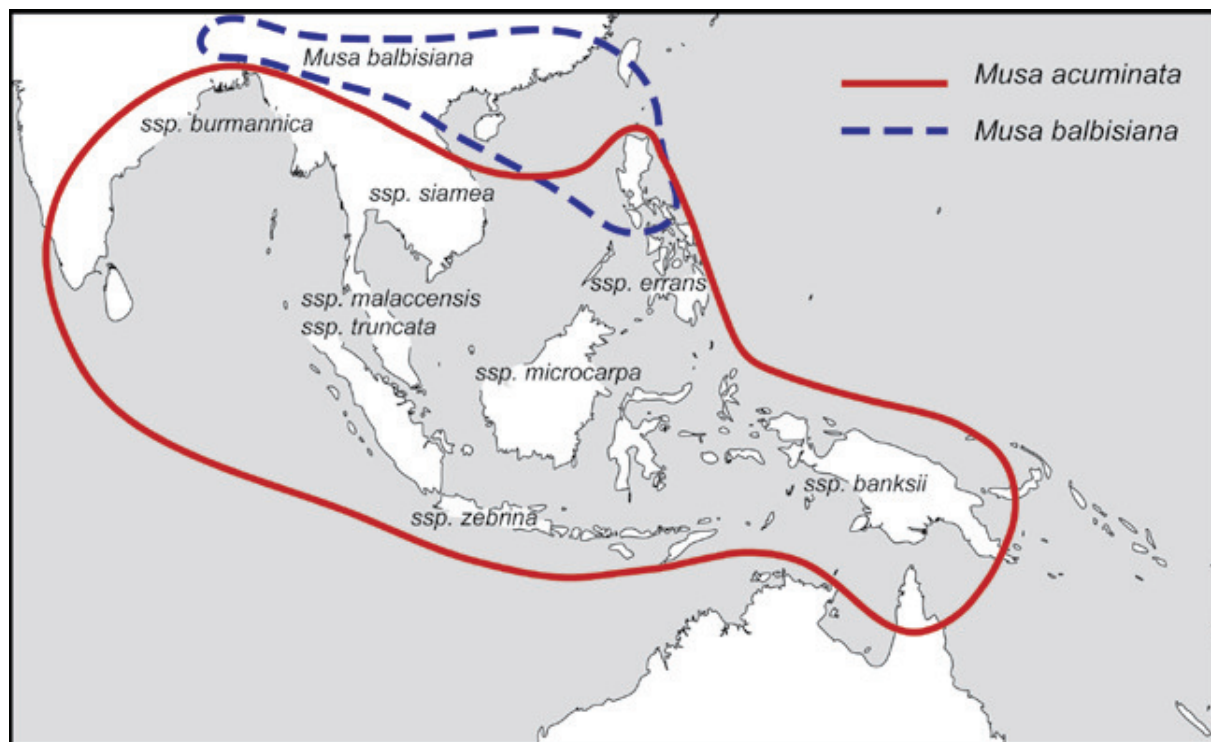 Musa balbisiana
Musa acuminata
Musa balbisiana
ssp. burmannica
ssp. siamea
ssp. errans
ssp. malaccensis
ssp. truncata
ssp. microcarpa
ssp. banksii
ssp. zebrina